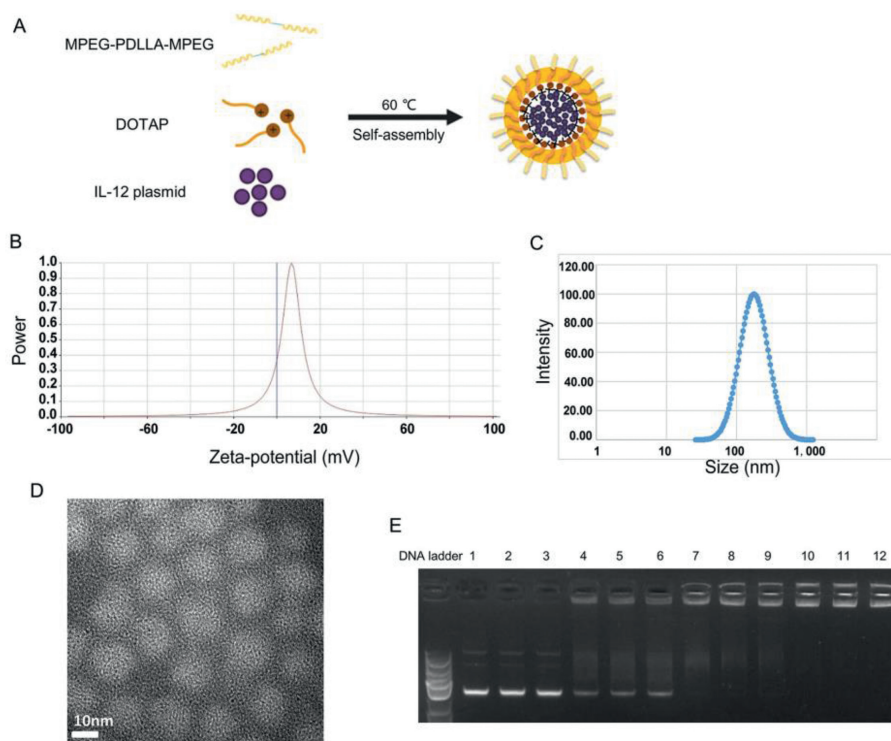 A
MPEG-PDLLA-MPEG
DOTAP
IL-12 plasmid
60 ℃
Self-assembly
B
Power
1.0
0.9
0.8
0.7
0.6
0.5
0.4
0.3
0.2
0.1
0.0
-100 -60 -20 20 60 100
Zeta-potential (mV)
C
Intensity
120.00
100.00
80.00
60.00
40.00
20.00
0.00
1 10 100 1,000
Size (nm)
D
10nm
E
DNA ladder 1 2 3 4 5 6 7 8 9 10 11 12